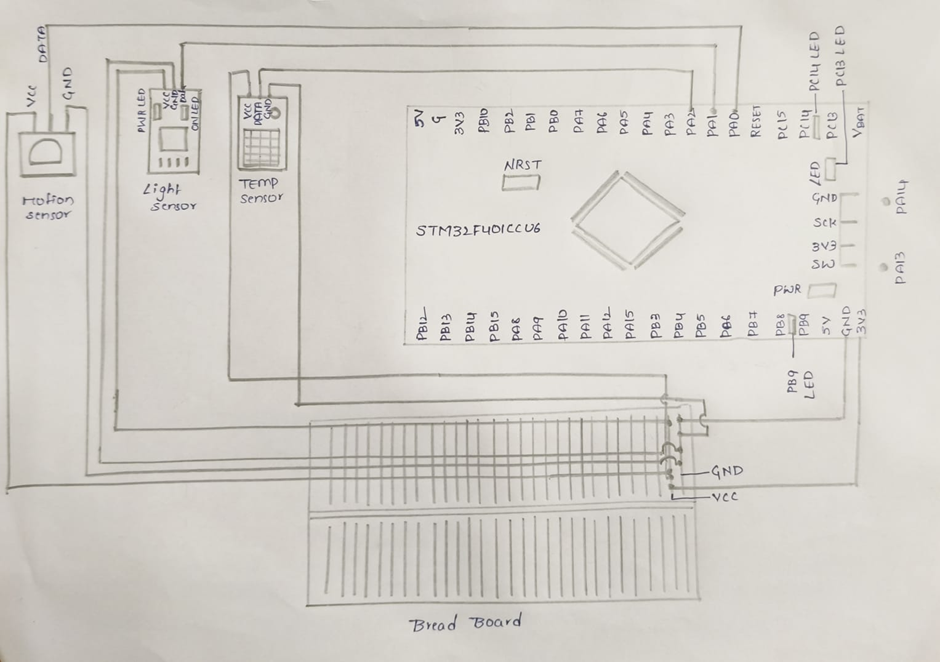 DATA
VCC
GND
Motion
sensor
PWR LED
VCC
GND
ON LED
Light
sensor
VCC
DATA
GND
TEMP
sensor
5V
G
3V3
PB10
PB2
PB1
PB0
PA7
PA6
PA5
PA4
PA3
PA2
PA1
PA0
RESET
PC15
PC14
PC13
VBAT
PC14 LED
PC13 LED
NRST
STM32F401CCU6
LED
GND
SCK
3V3
SW
PWR
PA14
PA13
PB12
PB13
PB14
PB15
PA8
PA9
PA10
PA11
PA12
PA15
PB3
PB4
PB5
PB6
PB7
PB8
PB9
5V
GND
3V3
PB9
LED
GND
VCC
Bread Board